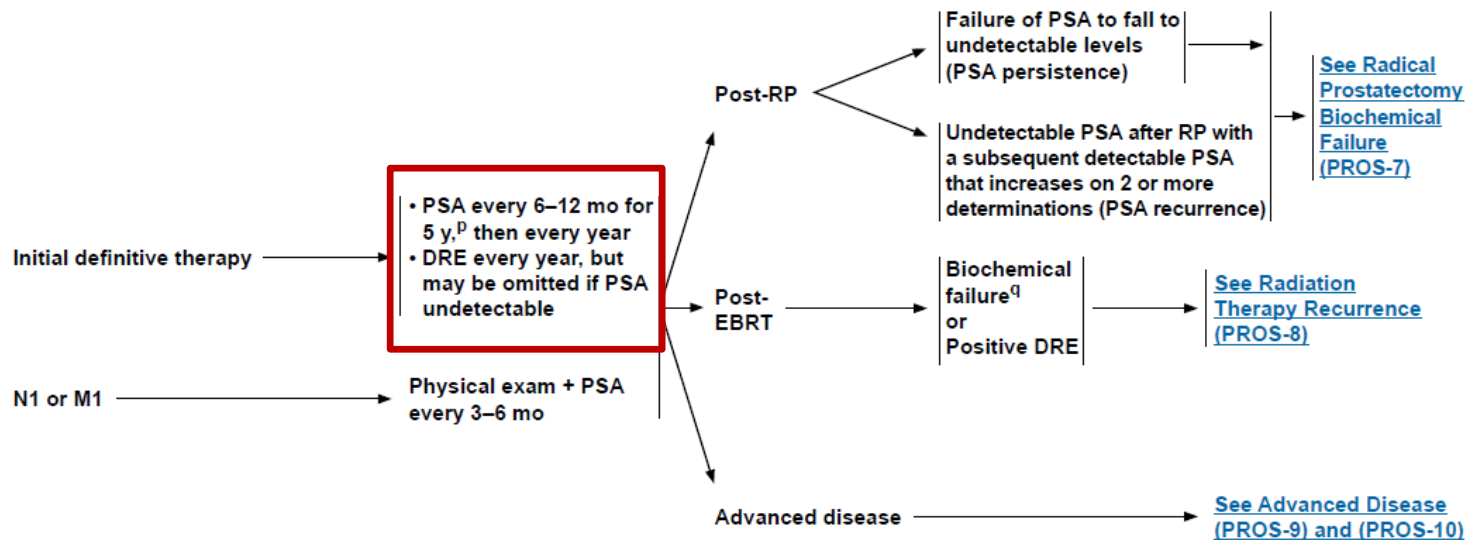 Initial definitive therapy
• PSA every 6–12 mo for
5 y,p then every year
• DRE every year, but
may be omitted if PSA
undetectable
N1 or M1
Physical exam + PSA
every 3–6 mo
Post-RP
Failure of PSA to fall to
undetectable levels
(PSA persistence)
Undetectable PSA after RP with
a subsequent detectable PSA
that increases on 2 or more
determinations (PSA recurrence)
See Radical
Prostatectomy
Biochemical
Failure
(PROS-7)
Post-
EBRT
Biochemical
failureq
or
Positive DRE
See Radiation
Therapy Recurrence
(PROS-8)
Advanced disease
See Advanced Disease
(PROS-9) and (PROS-10)